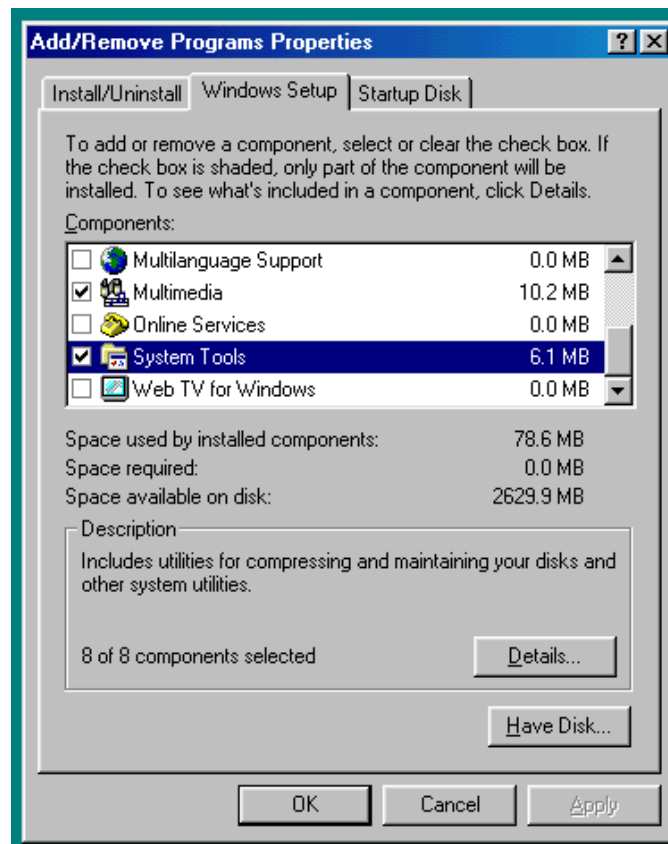 Add/Remove Programs Properties
Install/Uninstall Windows Setup Startup Disk
To add or remove a component, select or clear the check box. If
the check box is shaded, only part of the component will be
installed. To see what's included in a component, click Details.
Components:
Multilanguage Support 0.0 MB
Multimedia 10.2 MB
Online Services 0.0 MB
System Tools 6.1 MB
Web TV for Windows 0.0 MB
Space used by installed components: 78.6 MB
Space required: 0.0 MB
Space available on disk: 2629.9 MB
Description
Includes utilities for compressing and maintaining your disks and
other system utilities.
8 of 8 components selected Details...
Have Disk...
OK Cancel Apply